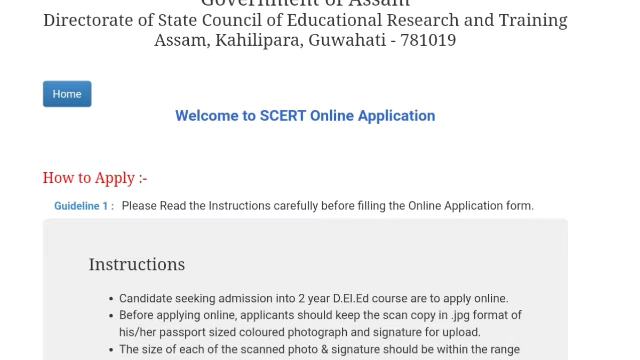 Government of Assam
Directorate of State Council of Educational Research and Training
Assam, Kahilipara, Guwahati - 781019
Home
Welcome to SCERT Online Application
How to Apply :-
Guideline 1 : Please Read the Instructions carefully before filling the Online Application form.
Instructions
• Candidate seeking admission into 2 year D.El.Ed course are to apply online.
• Before applying online, applicants should keep the scan copy in .jpg format of
his/her passport sized coloured photograph and signature for upload.
• The size of each of the scanned photo & signature should be within the range